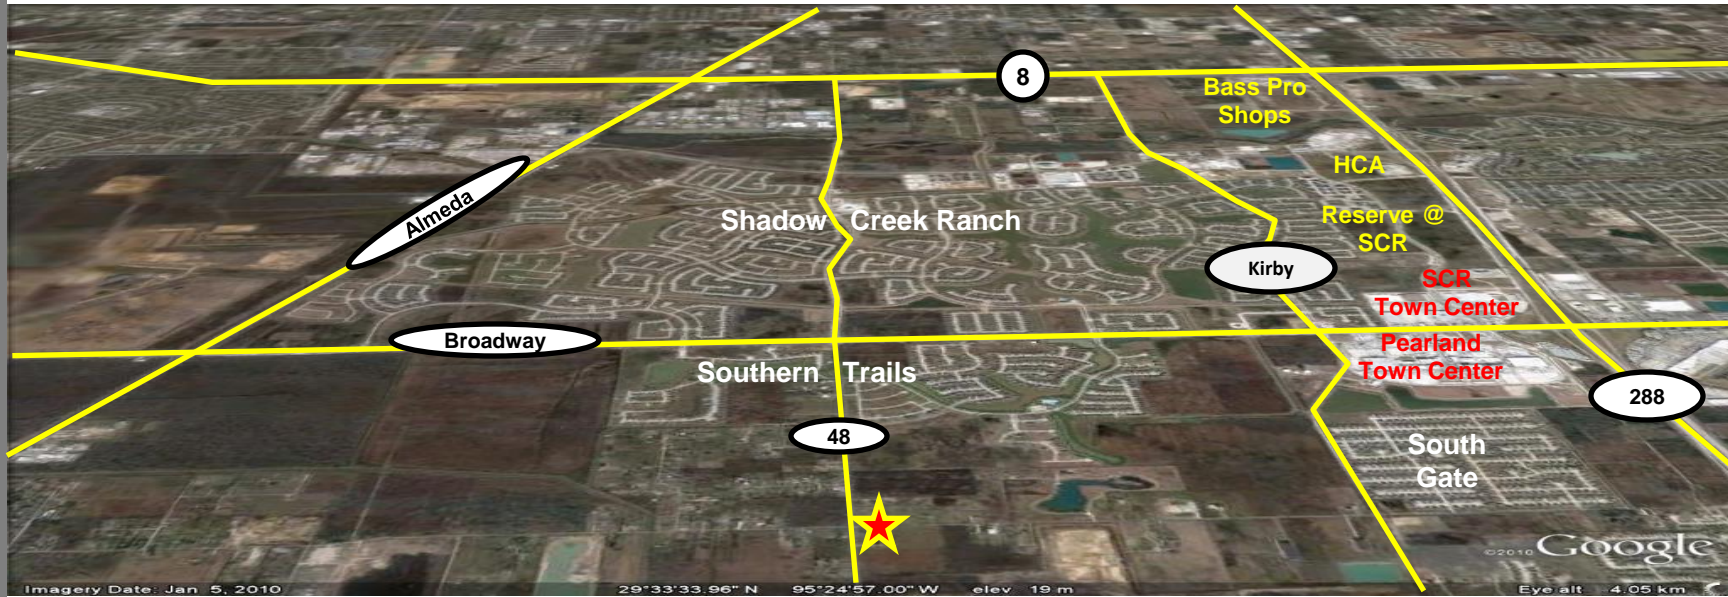 8
Bass Pro
Shops
HCA
Almeda
Shadow Creek Ranch
Reserve @
SCR
Kirby
SCR
Town Center
Broadway
Pearland
Town Center
Southern Trails
288
48
South
Gate
©2010 Google
Imagery Date: Jan 5, 2010 29°33'33.96" N 95°24'57.00" W elev 19 m Eye alt 4.05 km